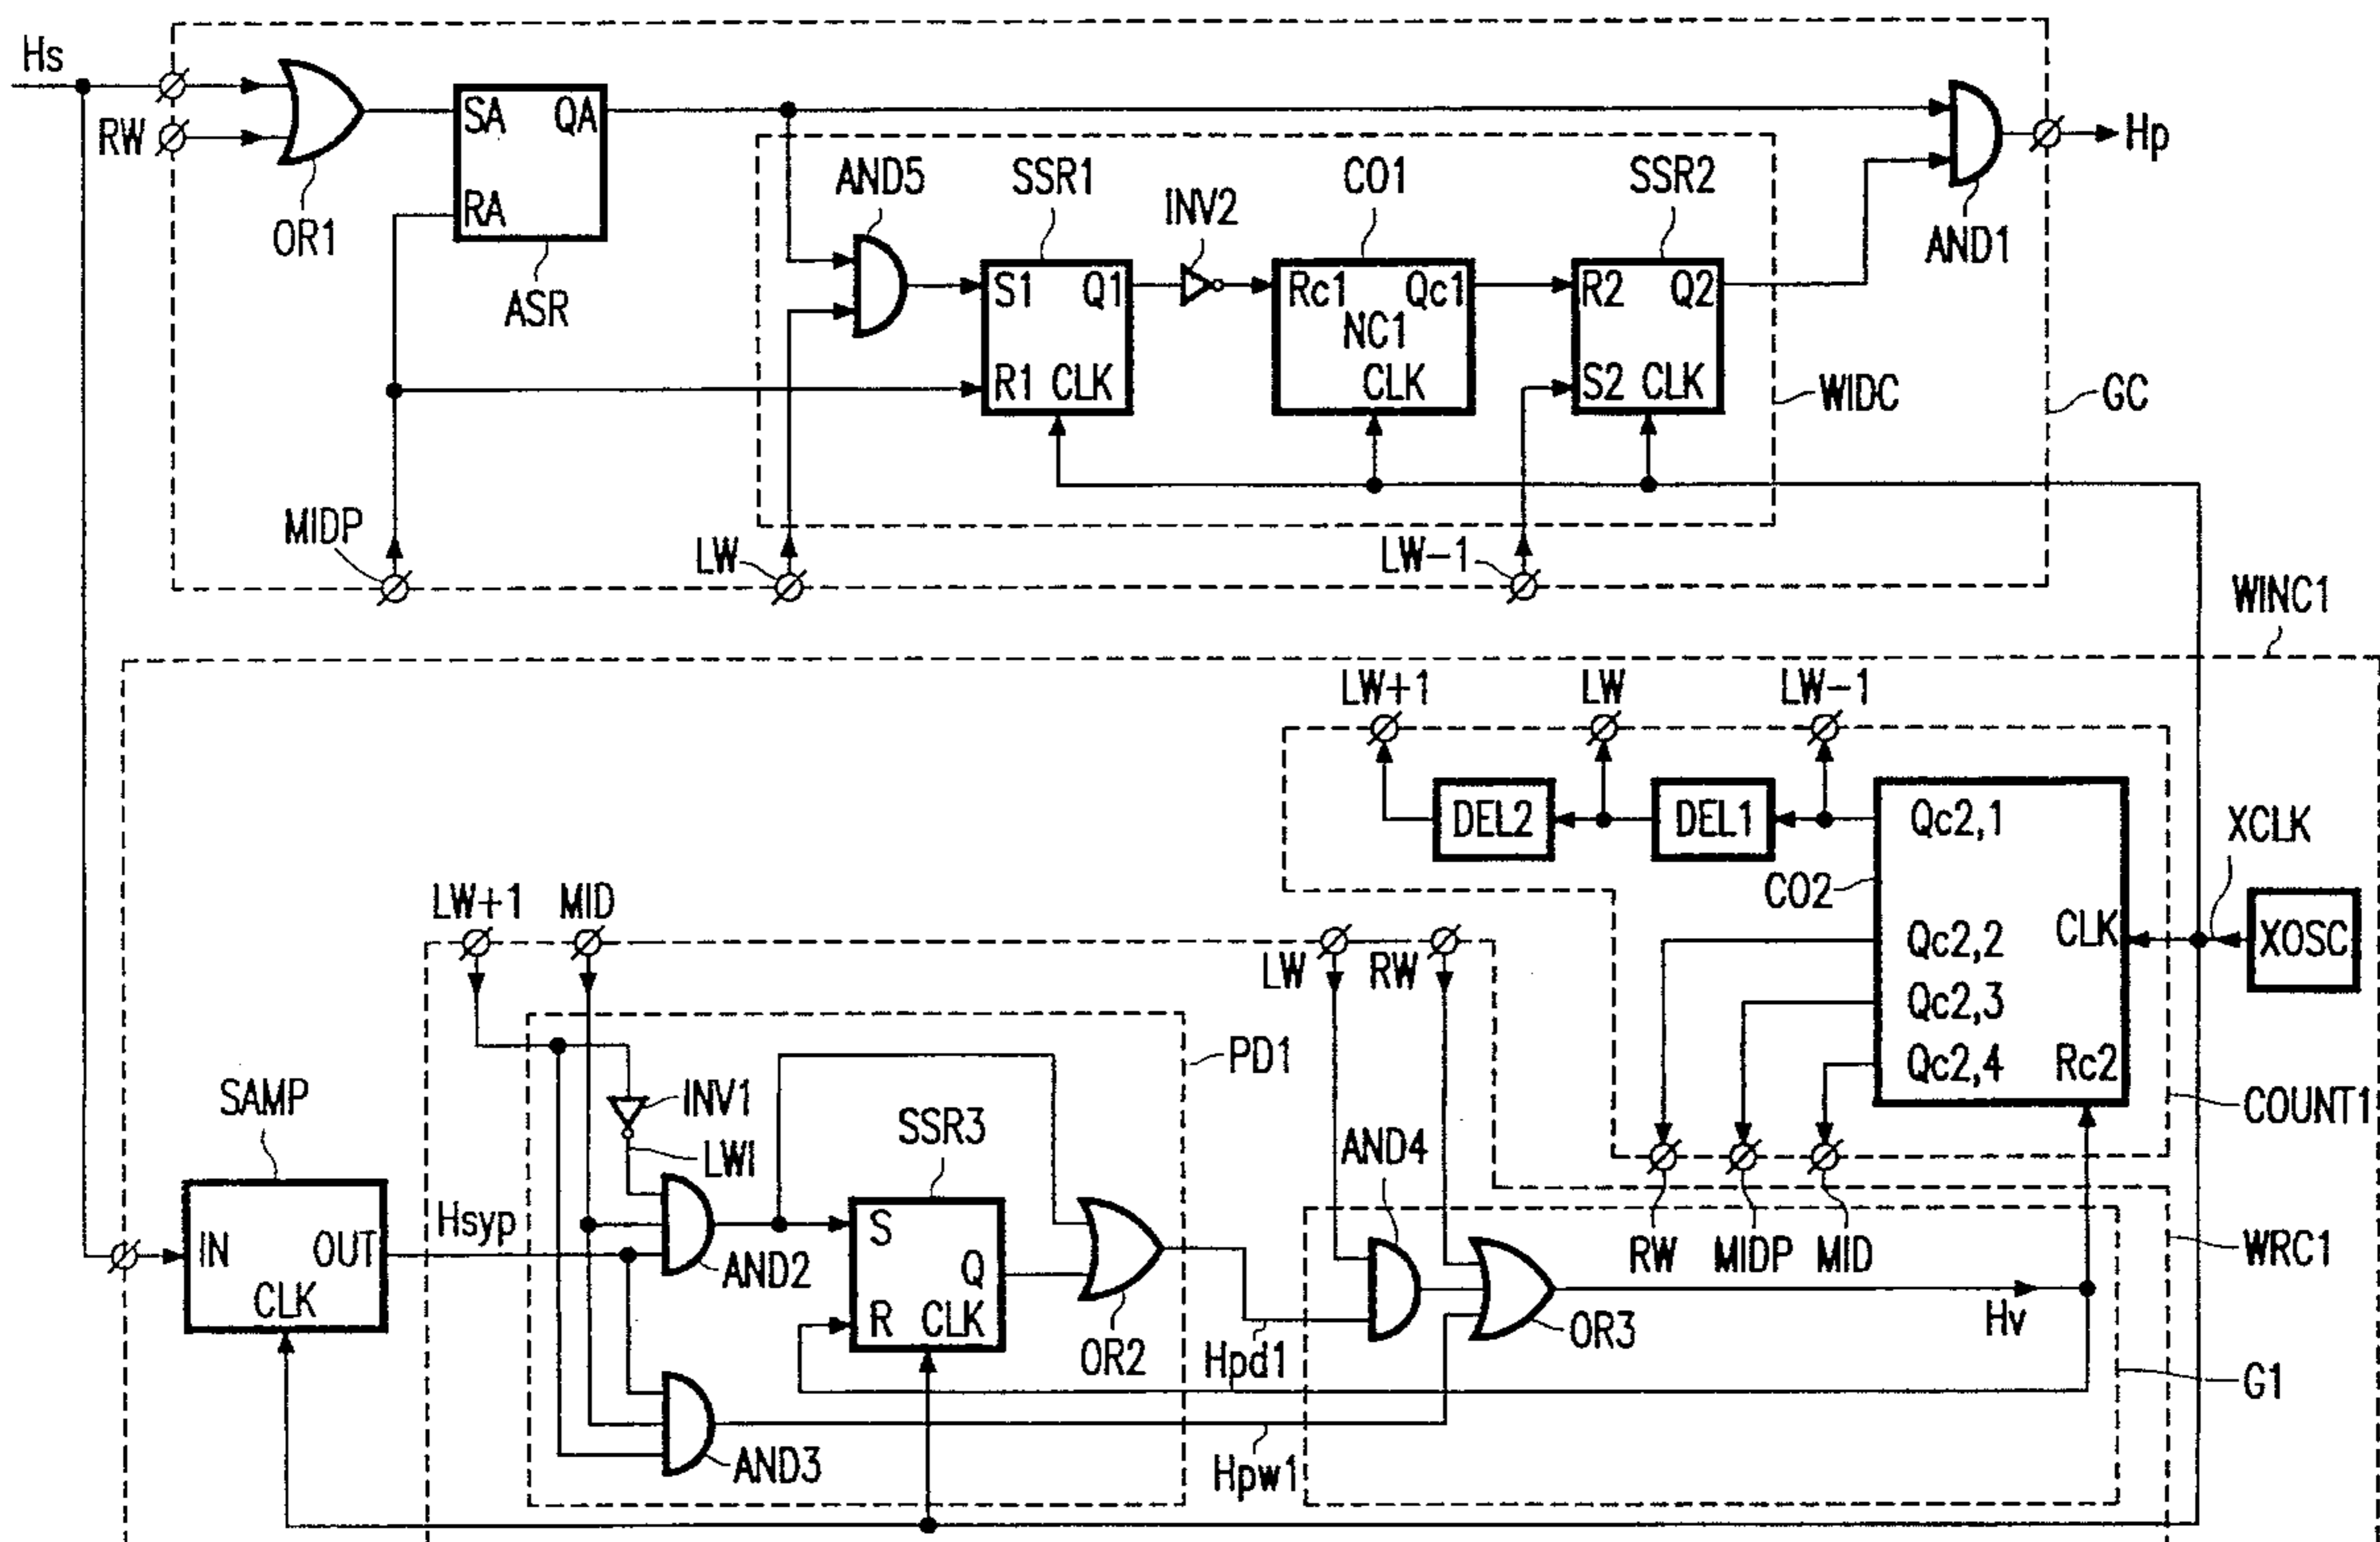 Hs
RW
OR1
SA QA
RA
ASR
AND5
SSR1
INV2
CO1
SSR2
AND1
Hp
S1 Q1
R1 CLK
Rc1 Qc1
NC1
CLK
R2 Q2
S2 CLK
WIDC
GC
MIDP
LW
LW-1
WINC1
LW+1
LW
LW-1
DEL2
DEL1
Qc2,1
CO2
Qc2,2
Qc2,3
Qc2,4
CLK
Rc2
XCLK
XOSC
COUNT1
LW+1
MID
LW
RW
PD1
INV1
LWI
SAMP
IN OUT
CLK
Hsyp
AND2
SSR3
S
Q
R CLK
OR2
AND3
AND4
OR3
Hpd1
Hpw1
Hv
RW
MIDP
MID
WRC1
G1